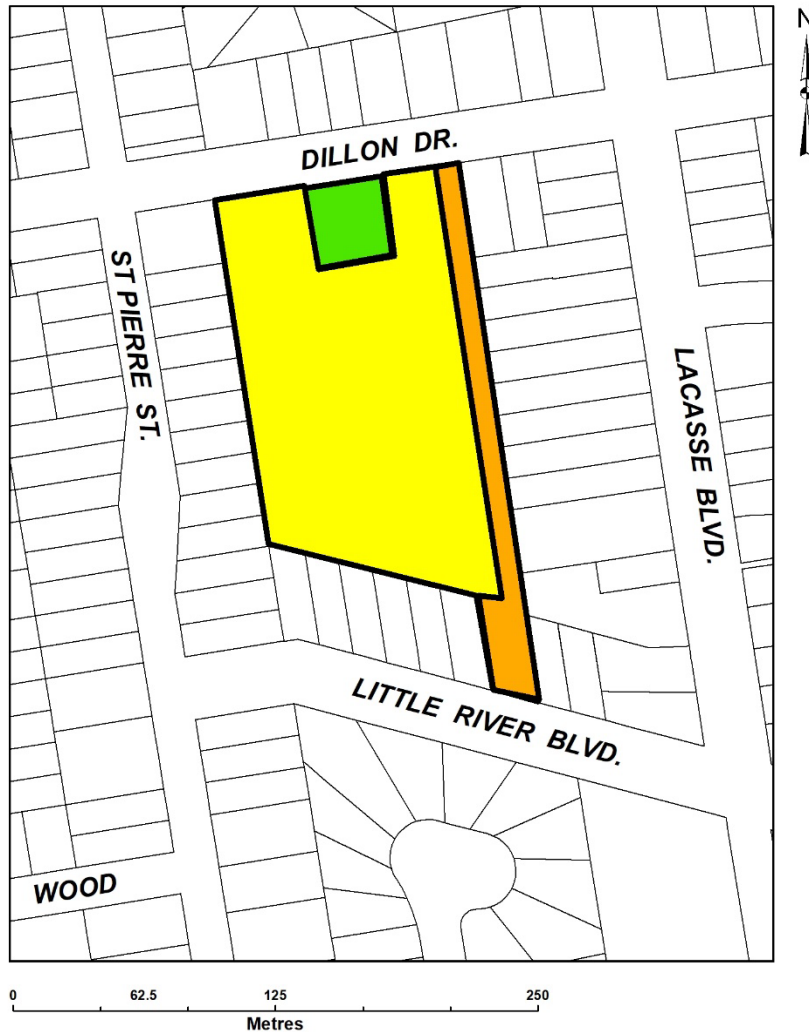 N
DILLON DR.
ST PIERRE ST.
LACASSE BLVD.
LITTLE RIVER BLVD.
WOOD
0 62.5 125 250
Metres